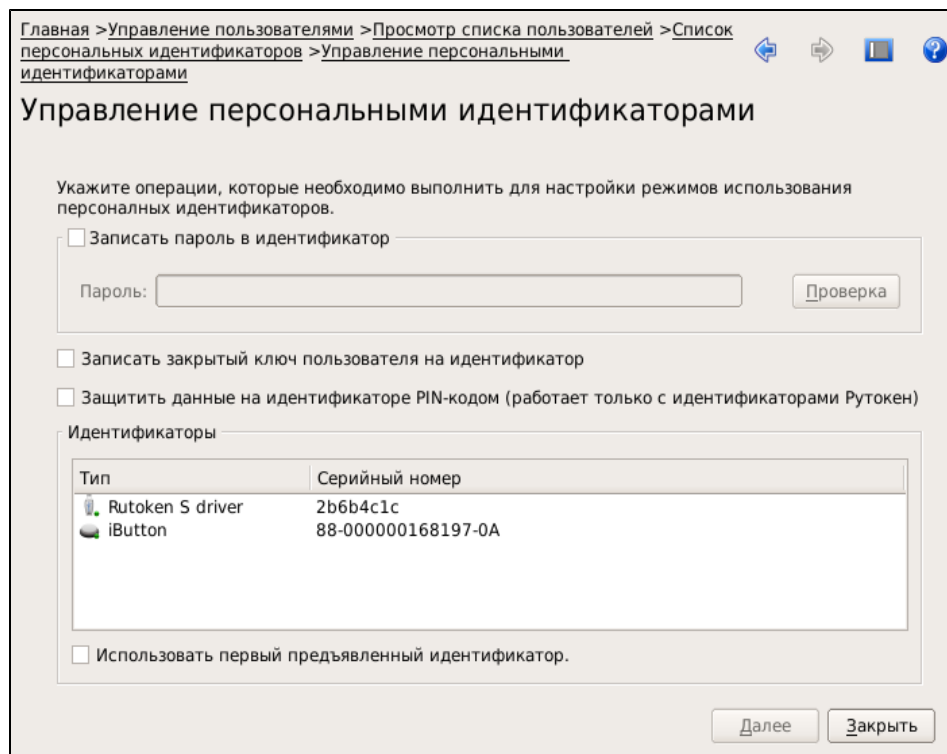 Главная >Управление пользователями >Просмотр списка пользователей >Список
персональных идентификаторов >Управление персональными
идентификаторами
Управление персональными идентификаторами
Укажите операции, которые необходимо выполнить для настройки режимов использования
персоналных идентификаторов.
Записать пароль в идентификатор
Пароль: Проверка
Записать закрытый ключ пользователя на идентификатор
Защитить данные на идентификаторе PIN-кодом (работает только с идентификаторами Рутокен)
Идентификаторы
Тип Серийный номер
Rutoken S driver 2b6b4c1c
iButton 88-000000168197-0A
Использовать первый предъявленный идентификатор.
Далее Закрыть